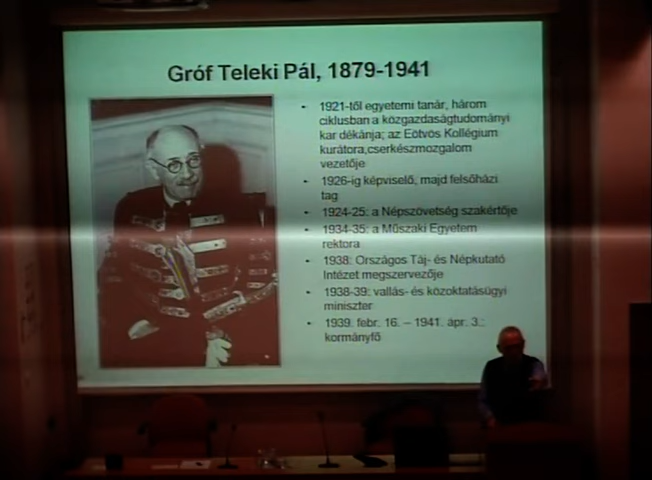 Gróf Teleki Pál, 1879-1941
• 1921-től egyetemi tanár, három
ciklusban a közgazdaságtudományi
kar dékánja; az Eötvös Kollégium
kurátora,cserkészmozgalom
vezetője
• 1926-ig képviselő, majd felsőházi
tag
• 1924-25: a Népszövetség szakértője
• 1934-35: a Műszaki Egyetem
rektora
• 1938: Országos Táj- és Népkutató
Intézet megszervezője
• 1938-39: vallás- és közoktatásügyi
miniszter
• 1939. febr. 16. – 1941. ápr. 3.:
kormányfő